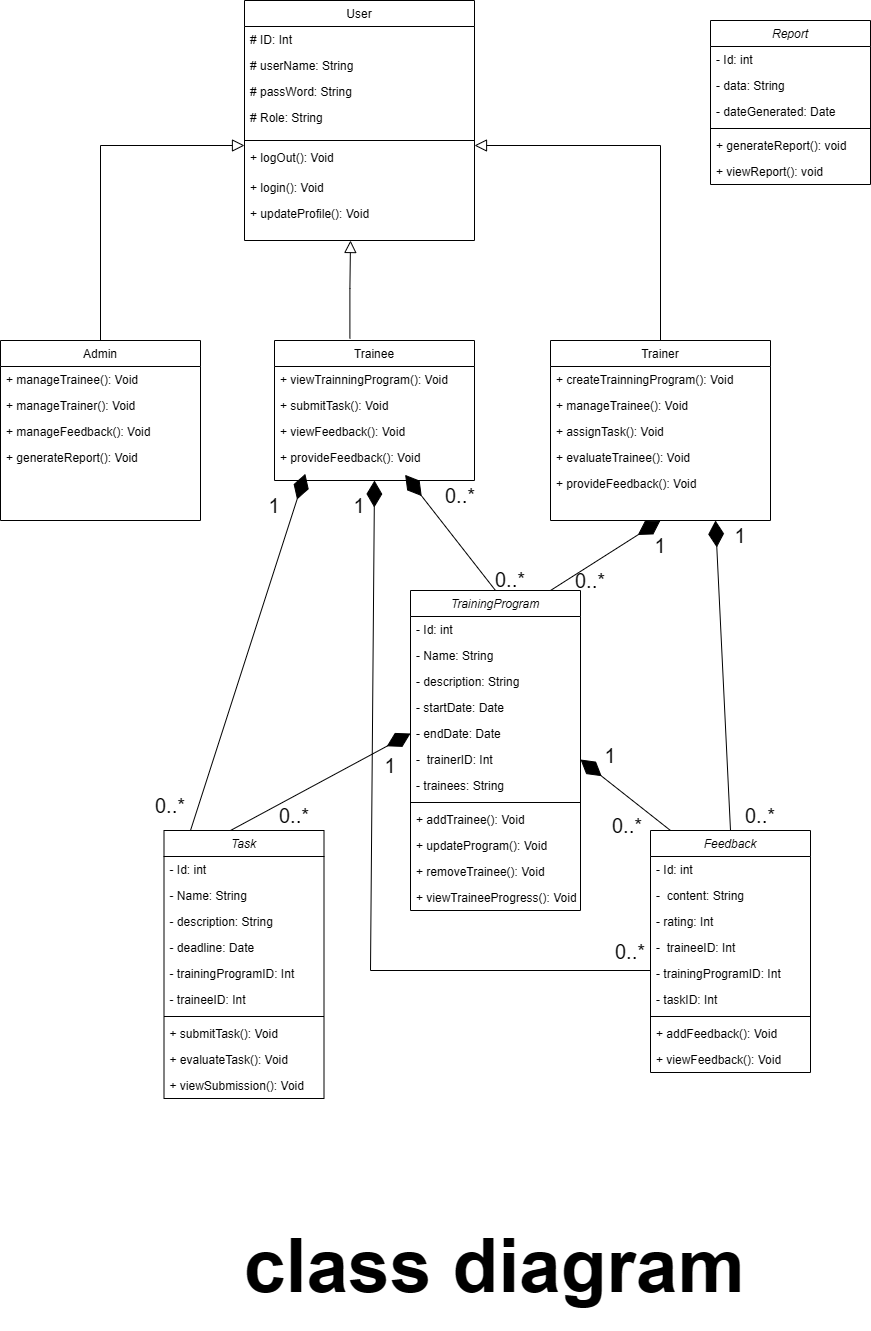 User
# ID: Int
# userName: String
# passWord: String
# Role: String
+ logOut(): Void
+ login(): Void
+ updateProfile(): Void
Report
- Id: int
- data: String
- dateGenerated: Date
+ generateReport(): void
+ viewReport(): void
Admin
+ manageTrainee(): Void
+ manageTrainer(): Void
+ manageFeedback(): Void
+ generateReport(): Void
Trainee
+ viewTrainningProgram(): Void
+ submitTask(): Void
+ viewFeedback(): Void
+ provideFeedback(): Void
Trainer
+ createTrainningProgram(): Void
+ manageTrainee(): Void
+ assignTask(): Void
+ evaluateTrainee(): Void
+ provideFeedback(): Void
1
1
0..*
1
1
0..*
0..*
TrainingProgram
- Id: int
- Name: String
- description: String
- startDate: Date
- endDate: Date
-  trainerID: Int
- trainees: String
+ addTrainee(): Void
+ updateProgram(): Void
+ removeTrainee(): Void
+ viewTraineeProgress(): Void
1
1
0..*
0..*
0..*
0..*
0..*
Task
- Id: int
- Name: String
- description: String
- deadline: Date
- trainingProgramID: Int
- traineeID: Int
+ submitTask(): Void
+ evaluateTask(): Void
+ viewSubmission(): Void
Feedback
- Id: int
-  content: String
- rating: Int
-  traineeID: Int
- trainingProgramID: Int
- taskID: Int
+ addFeedback(): Void
+ viewFeedback(): Void
class diagram